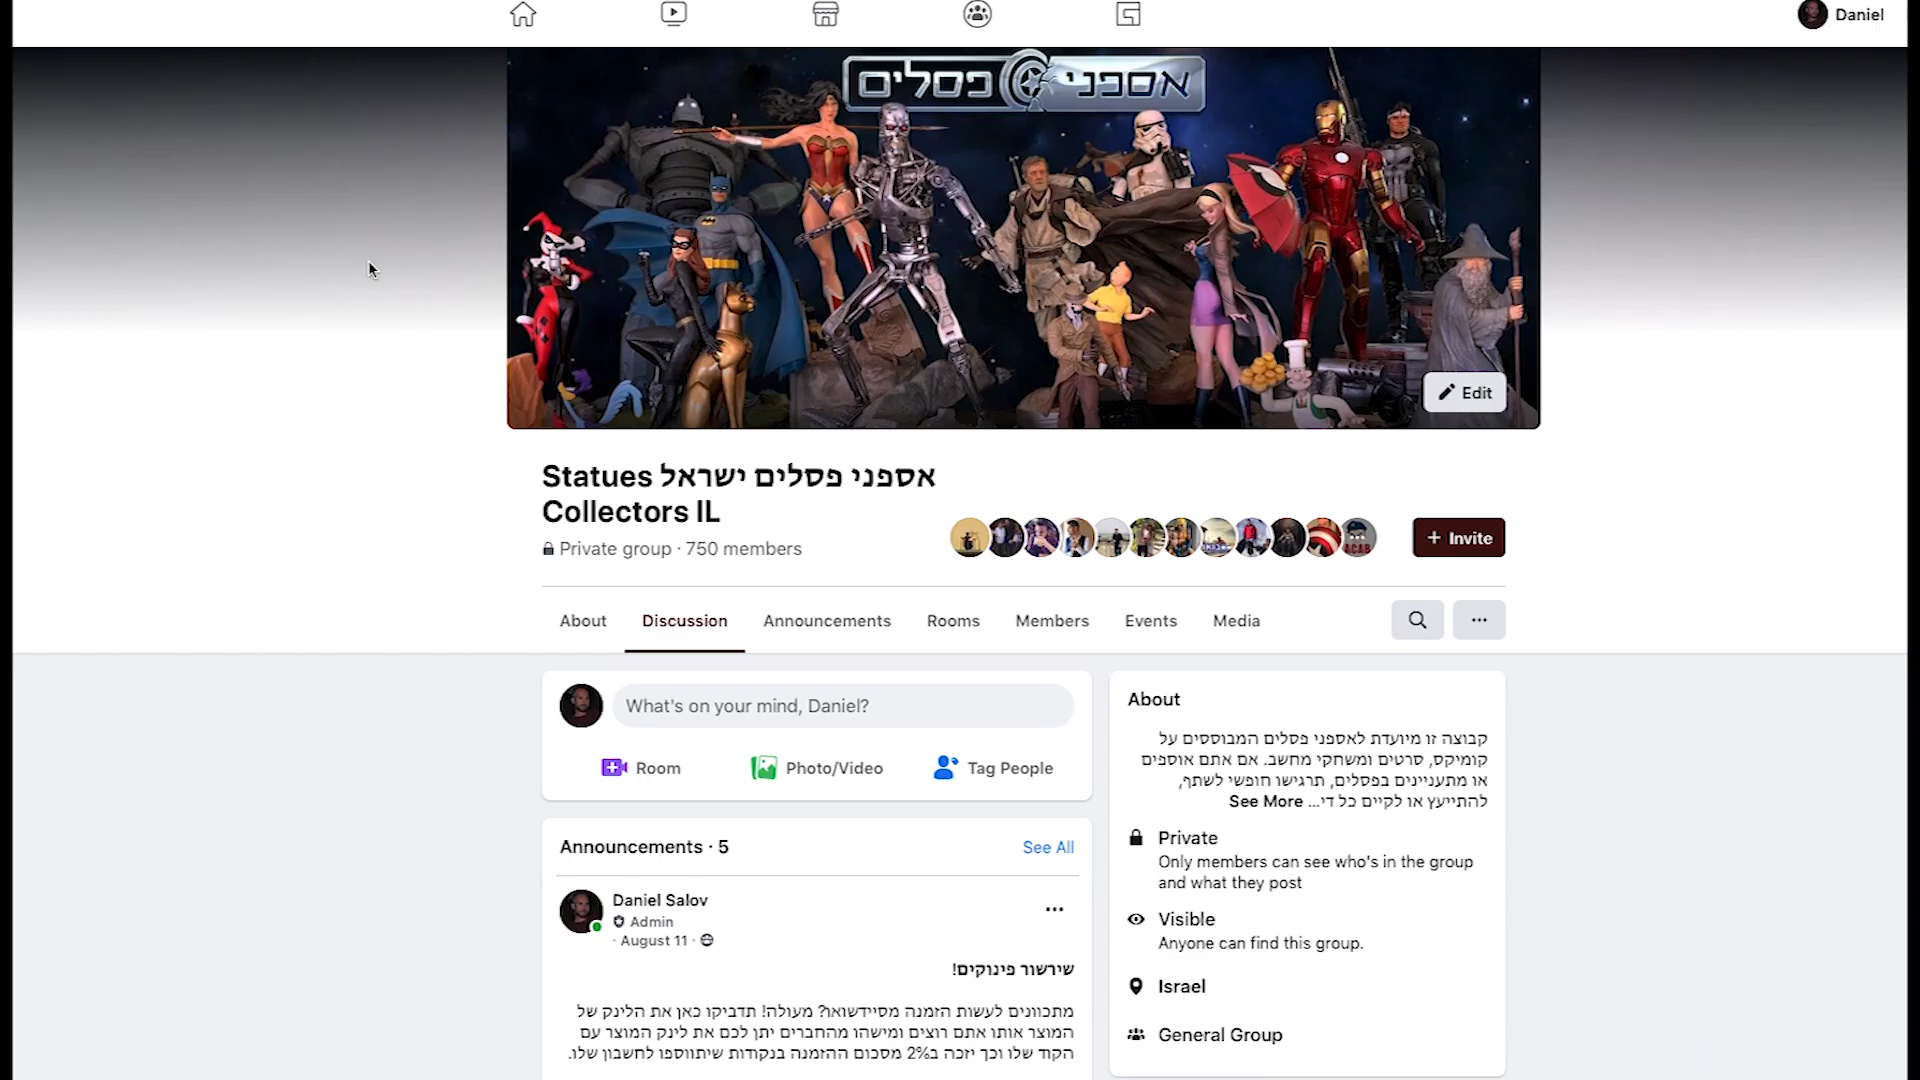 Daniel
אספני פסלים
Edit
Statues אספני פסלים ישראל
Collectors IL
Private group · 750 members
+ Invite
About
Discussion
Announcements
Rooms
Members
Events
Media
What's on your mind, Daniel?
Room
Photo/Video
Tag People
Announcements · 5
See All
Daniel Salov
Admin
· August 11 ·
שירשור פינוקים!
מתכוונים לעשות הזמנה מסיידשואו? מעולה! תדביקו כאן את הלינק של
המוצר אותו אתם רוצים ומישהו מהחברים יתן לכם את לינק המוצר עם
הקוד שלו וכך יזכה ב2% מסכום ההזמנה בנקודות שיתווספו לחשבון שלו.
About
קבוצה זו מיועדת לאספני פסלים המבוססים על
קומיקס, סרטים ומשחקי מחשב. אם אתם אוספים
או מתעניינים בפסלים, תרגישו חופשי לשתף,
להתייעץ או לקיים כל די... See More
Private
Only members can see who's in the group
and what they post
Visible
Anyone can find this group.
Israel
General Group